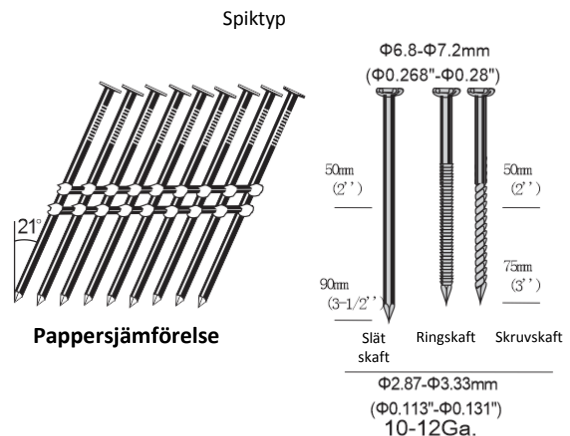 Spiktyp
Φ6.8-Φ7.2mm
(Φ0.268"-Φ0.28")
50mm
(2'')
50mm
(2'')
21°
90mm
(3-1/2'')
75mm
(3'')
Pappersjämförelse
Slät
skaft
Ringskaft
Skruvskaft
Φ2.87-Φ3.33mm
(Φ0.113"-Φ0.131")
10-12Ga.